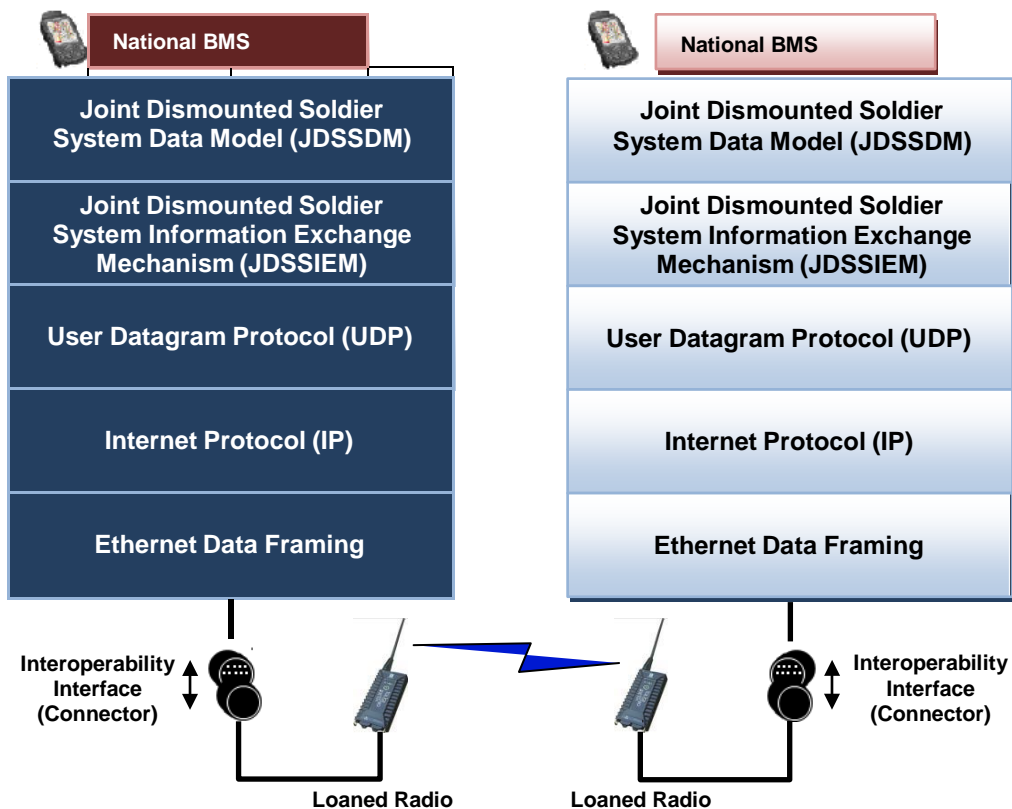 National BMS
Joint Dismounted Soldier
System Data Model (JDSSDM)
Joint Dismounted Soldier
System Information Exchange
Mechanism (JDSSIEM)
User Datagram Protocol (UDP)
Internet Protocol (IP)
Ethernet Data Framing
Interoperability
Interface
(Connector)
Loaned Radio
National BMS
Joint Dismounted Soldier
System Data Model (JDSSDM)
Joint Dismounted Soldier
System Information Exchange
Mechanism (JDSSIEM)
User Datagram Protocol (UDP)
Internet Protocol (IP)
Ethernet Data Framing
Interoperability
Interface
(Connector)
Loaned Radio